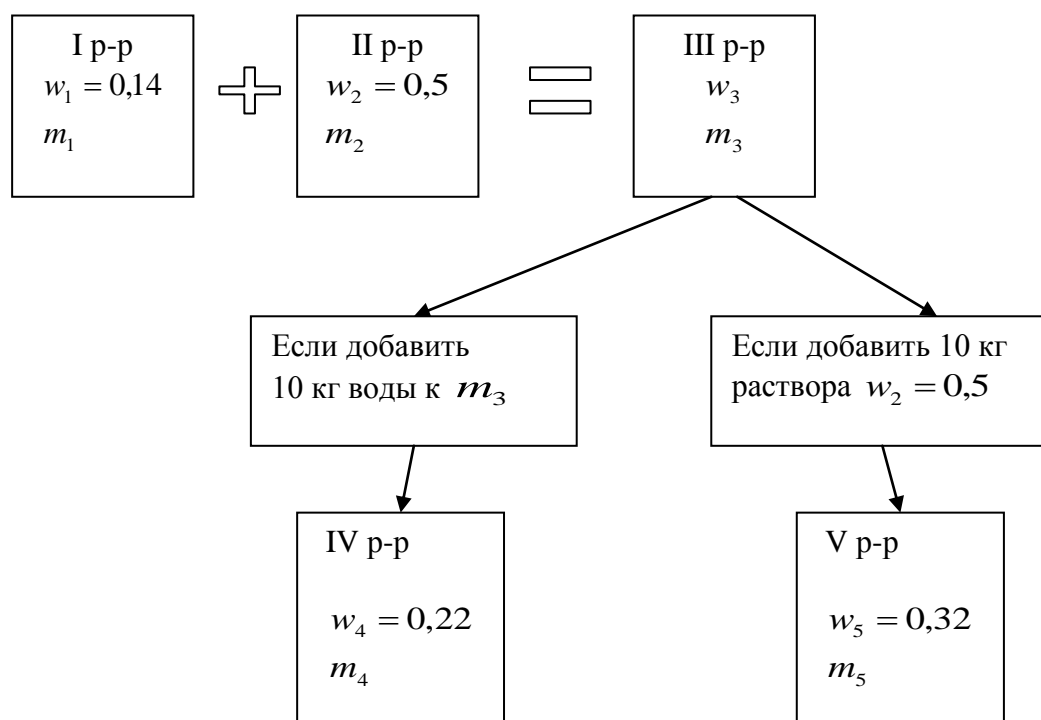 I р-р
w₁ = 0,14
m₁
II р-р
w₂ = 0,5
m₂
III р-р
w₃
m₃
Если добавить
10 кг воды к m₃
Если добавить 10 кг
раствора w₂ = 0,5
IV р-р
w₄ = 0,22
m₄
V р-р
w₅ = 0,32
m₅